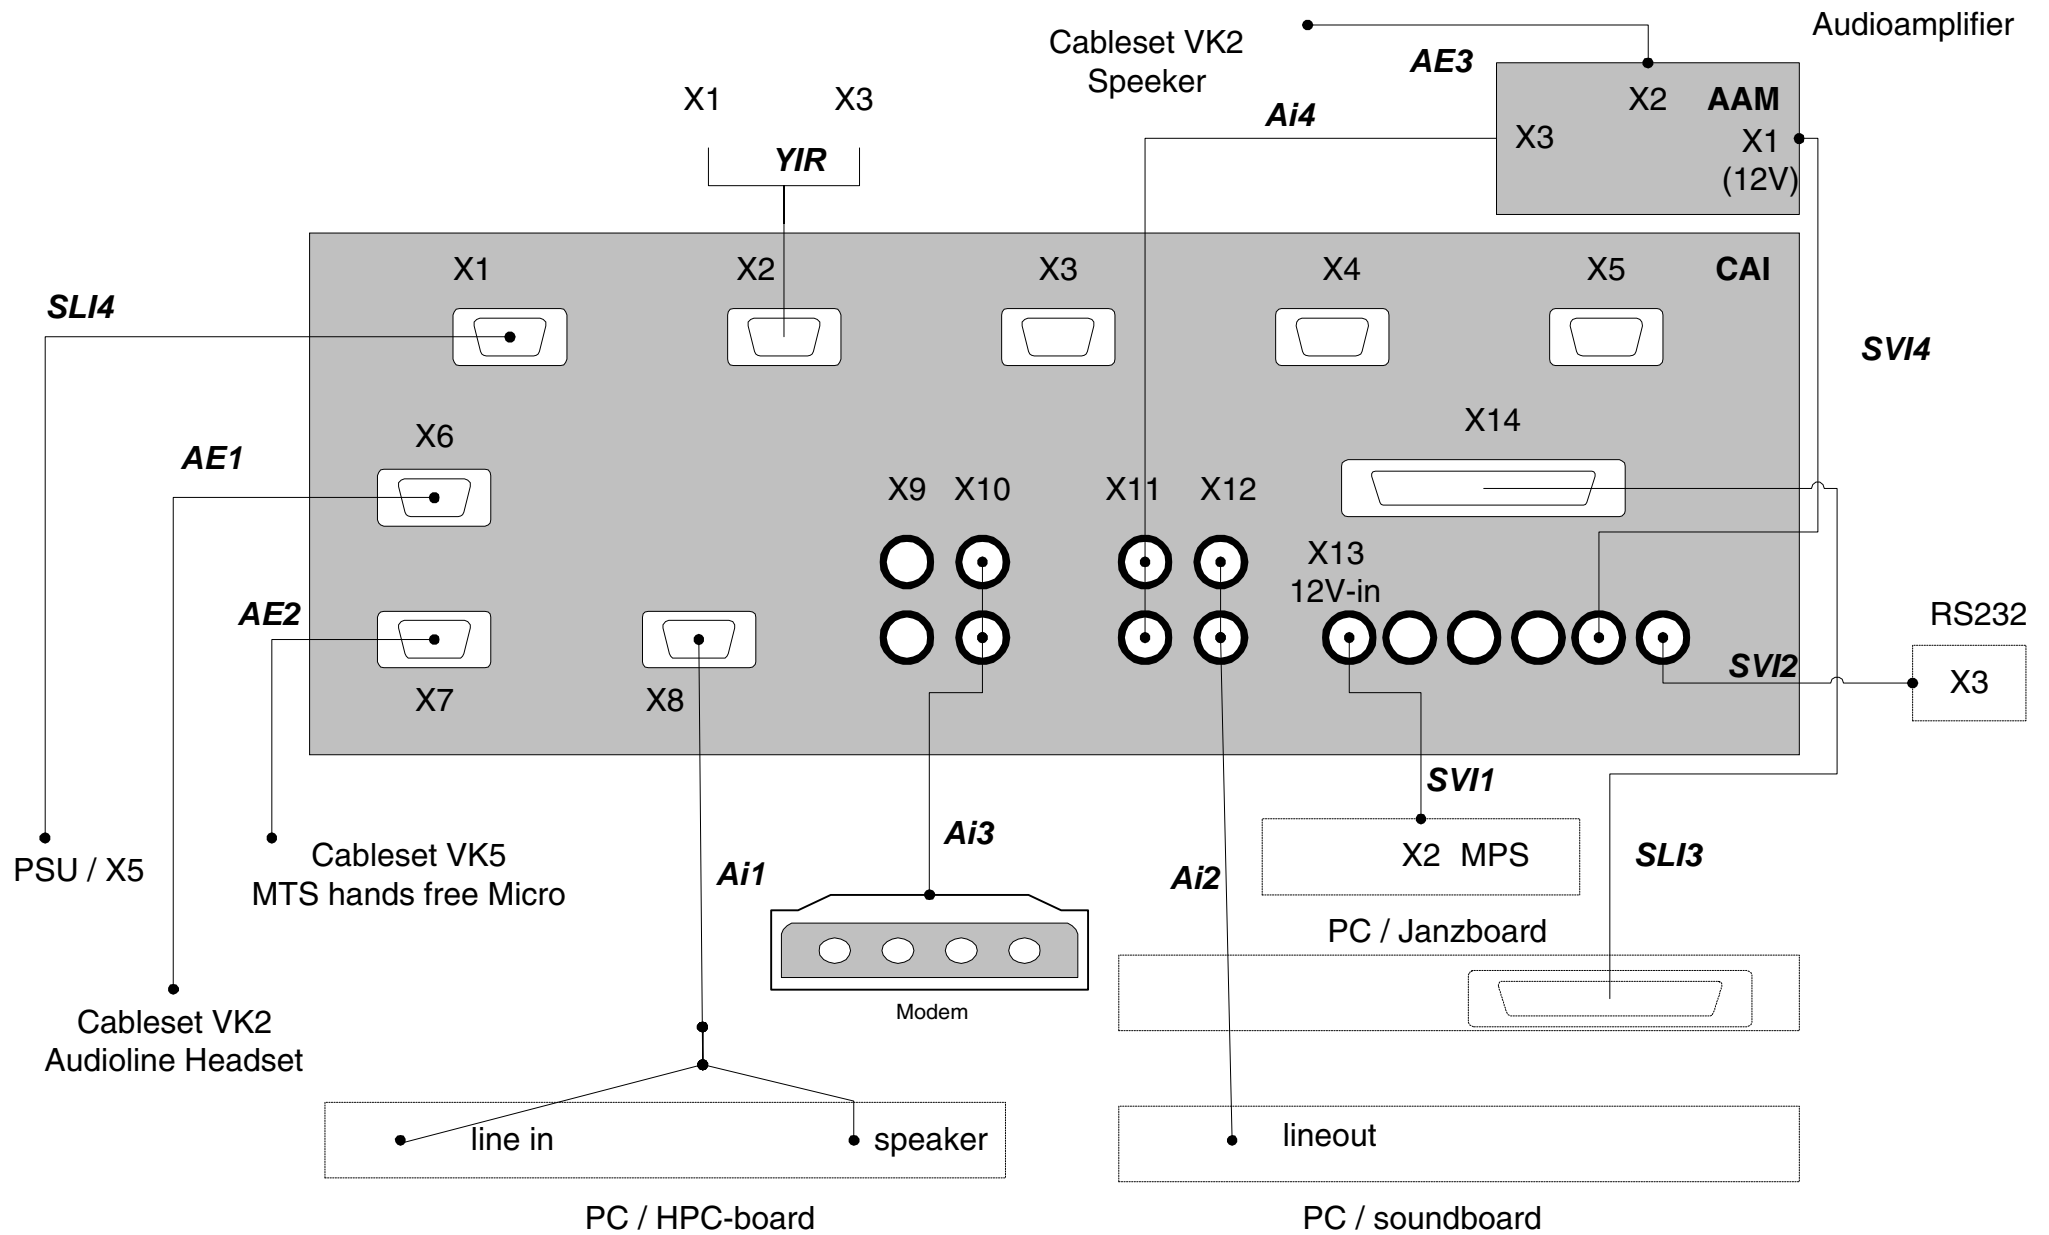 Audioamplifier
Cableset VK2
Speeker
AE3
X1 X3
YIR
Ai4
X2 AAM
X3
X1
(12V)
X1 X2 X3 X4 X5 CAI
SLI4
SVI4
X14
X6
AE1
X9 X10 X11 X12
X13
12V-in
AE2
RS232
SVI2
X3
X7 X8
SVI1
Ai3
X2 MPS
SLI3
PSU / X5
Cableset VK5
MTS hands free Micro
Ai1
Ai2
PC / Janzboard
Modem
Cableset VK2
Audioline Headset
line in speaker
lineout
PC / HPC-board
PC / soundboard